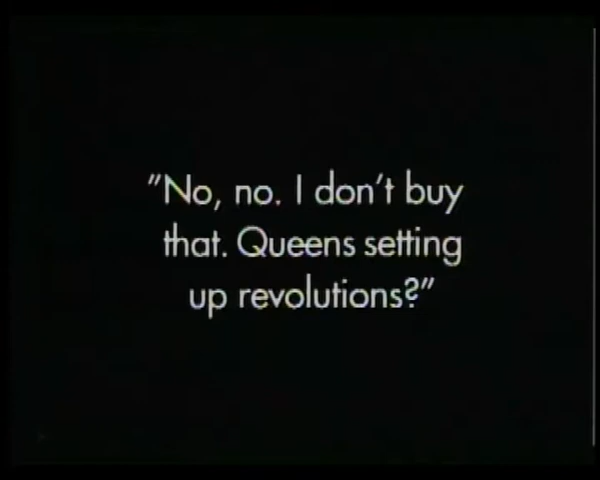 "No, no. I don't buy
that. Queens setting
up revolutions?"